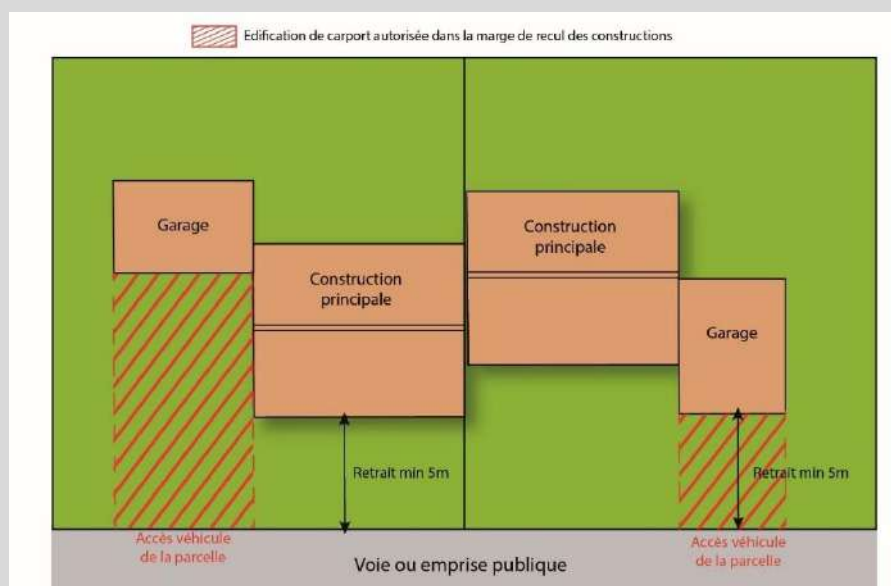 Edification de carport autorisée dans la marge de recul des constructions
Garage
Construction
principale
Construction
principale
Garage
Retrait min 5m
Retrait min 5m
Accès véhicule
de la parcelle
Accès véhicule
de la parcelle
Voie ou emprise publique